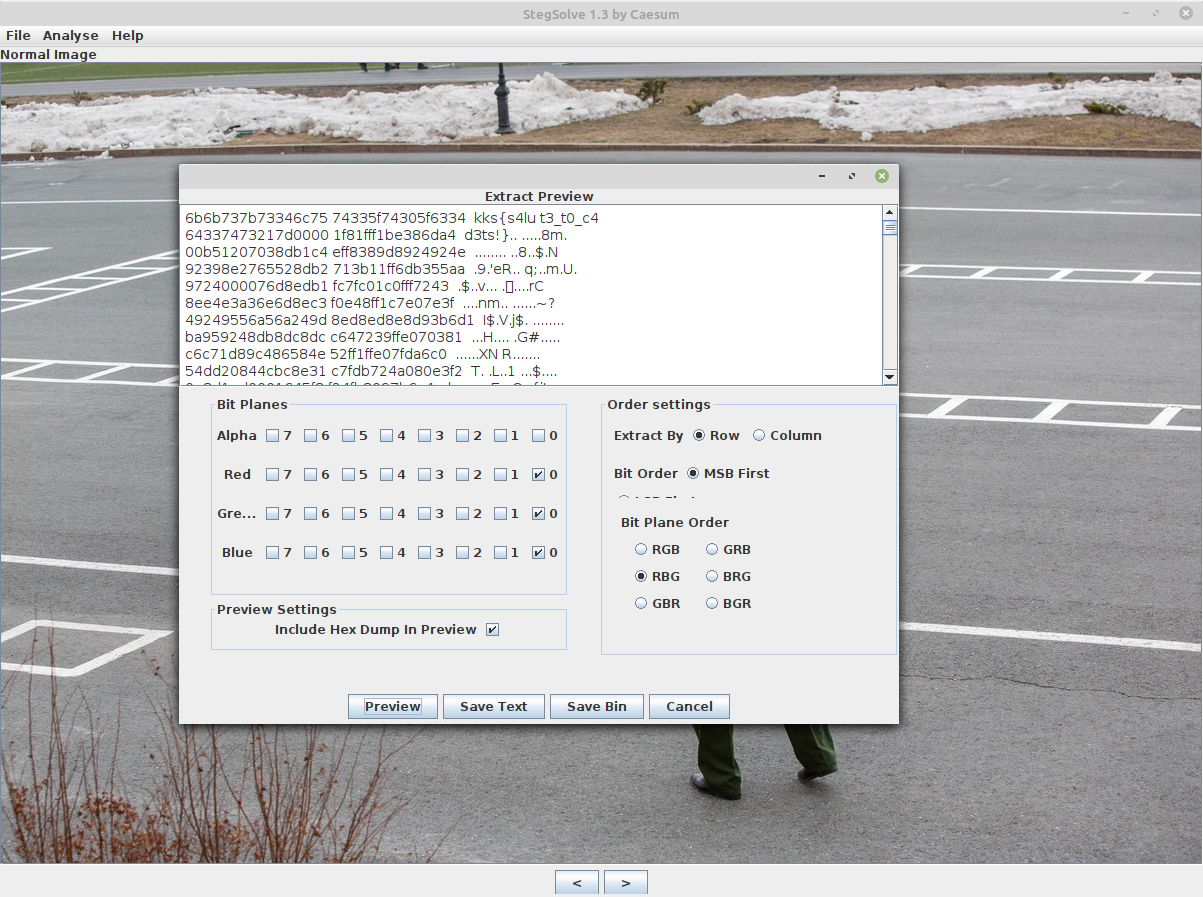 StegSolve 1.3 by Caesum
File Analyse Help
Normal Image
Extract Preview
6b6b737b73346c75 74335f74305f6334 kks{s4lu t3_t0_c4
64337473217d0000 1f81fff1be386da4 d3ts!}.. .....8m.
00b51207038db1c4 eff8389d8924924e ........ ..8..$.N
92398e2765528db2 713b11ff6db355aa .9.'eR.. q;..m.U.
9724000076d8edb1 fc7fc01c0fff7243 .$..v... .[]....rC
8ee4e3a36e6d8ec3 f0e48ff1c7e07e3f ....nm.. ......~?
49249556a56a249d 8ed8ed8e8d93b6d1 I$.V.j$. ........
ba959248db8dc8dc c647239ffe070381 ...H.... .G#.....
c6c71d89c486584e 52ff1ffe07fda6c0 ......XN R.......
54dd20844cbc8e31 c7fdb724a080e3f2 T. .L..1 ...$....
Bit Planes
Alpha 7 6 5 4 3 2 1 0
Red 7 6 5 4 3 2 1 0
Gre... 7 6 5 4 3 2 1 0
Blue 7 6 5 4 3 2 1 0
Preview Settings
Include Hex Dump In Preview
Order settings
Extract By Row Column
Bit Order MSB First
Bit Plane Order
RGB GRB
RBG BRG
GBR BGR
Preview Save Text Save Bin Cancel
< >